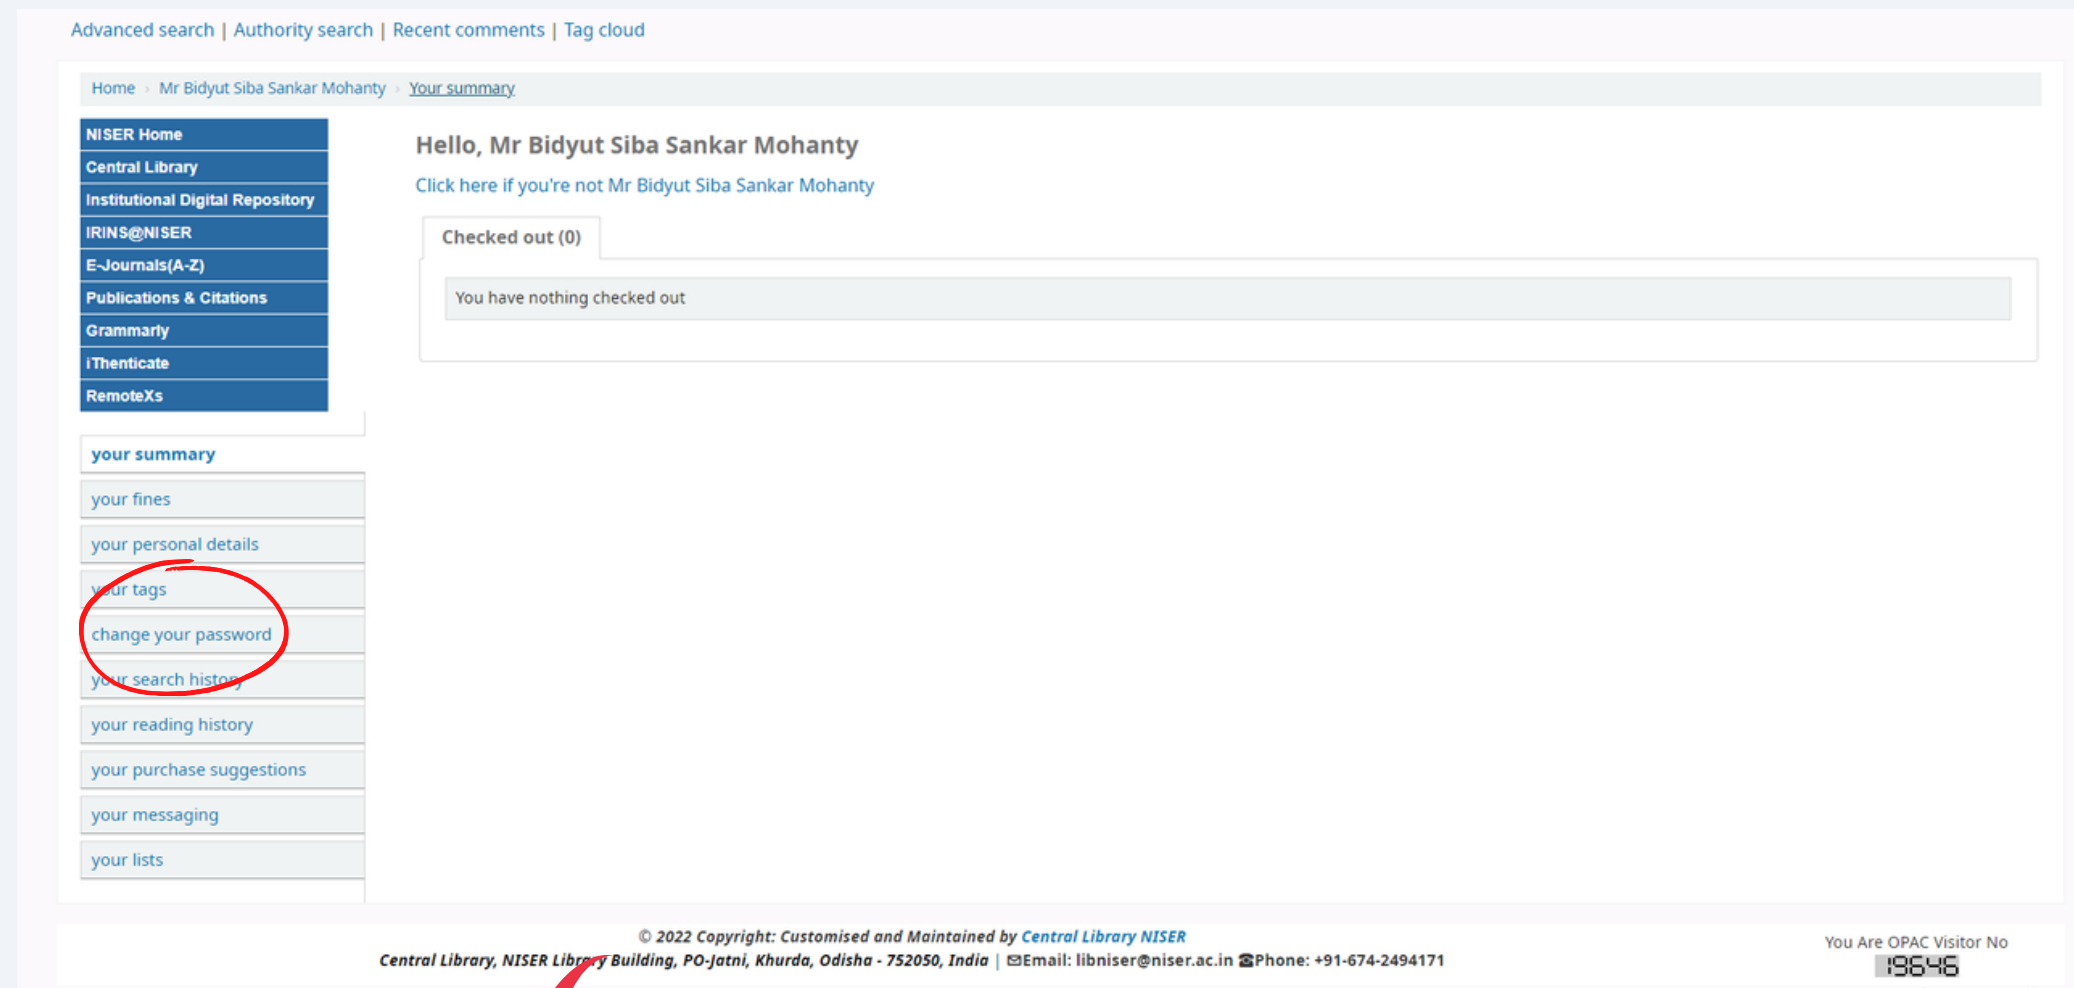 Advanced search | Authority search | Recent comments | Tag cloud
Home › Mr Bidyut Siba Sankar Mohanty › Your summary
NISER Home
Central Library
Institutional Digital Repository
IRINS@NISER
E-Journals(A-Z)
Publications & Citations
Grammarly
iThenticate
RemoteXs
your summary
your fines
your personal details
your tags
change your password
your search history
your reading history
your purchase suggestions
your messaging
your lists
Hello, Mr Bidyut Siba Sankar Mohanty
Click here if you're not Mr Bidyut Siba Sankar Mohanty
Checked out (0)
You have nothing checked out
© 2022 Copyright: Customised and Maintained by Central Library NISER
Central Library, NISER Library Building, PO-Jatni, Khurda, Odisha - 752050, India | ✉Email: libniser@niser.ac.in ☎Phone: +91-674-2494171
You Are OPAC Visitor No
19646